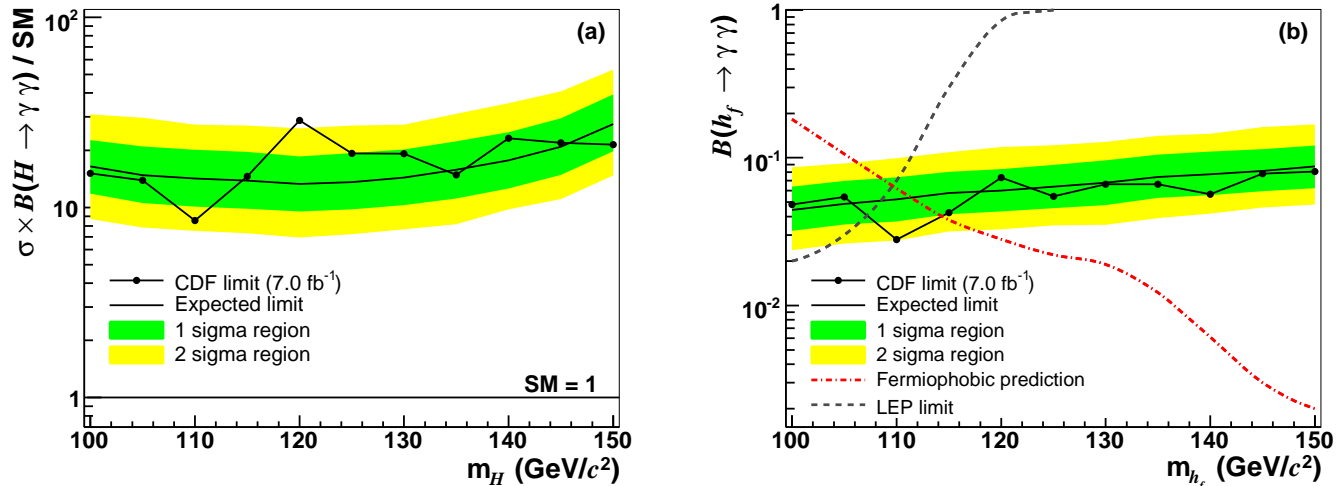 σ × B(H → γ γ) / SM
10²
10
1
(a)
CDF limit (7.0 fb⁻¹)
Expected limit
1 sigma region
2 sigma region
SM = 1
100 110 120 130 140 150
m_H (GeV/c²)
B(h_f → γ γ)
1
10⁻¹
10⁻²
(b)
CDF limit (7.0 fb⁻¹)
Expected limit
1 sigma region
2 sigma region
Fermiophobic prediction
LEP limit
100 110 120 130 140 150
m_{h_f} (GeV/c²)